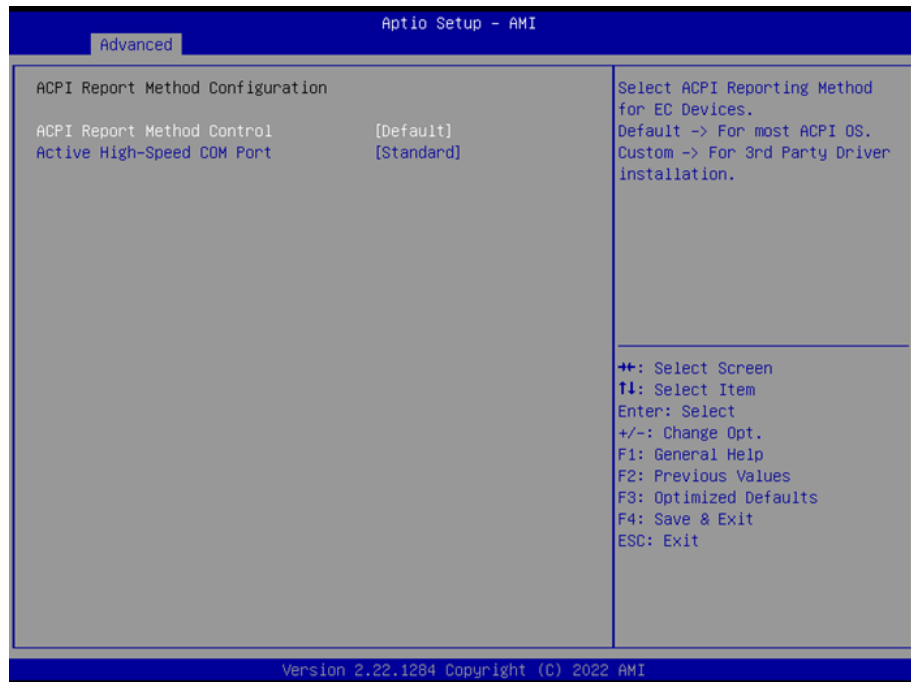 Aptio Setup – AMI
Advanced
ACPI Report Method Configuration
ACPI Report Method Control [Default]
Active High-Speed COM Port [Standard]
Select ACPI Reporting Method
for EC Devices.
Default -> For most ACPI OS.
Custom -> For 3rd Party Driver
installation.
→←: Select Screen
↑↓: Select Item
Enter: Select
+/-: Change Opt.
F1: General Help
F2: Previous Values
F3: Optimized Defaults
F4: Save & Exit
ESC: Exit
Version 2.22.1284 Copyright (C) 2022 AMI